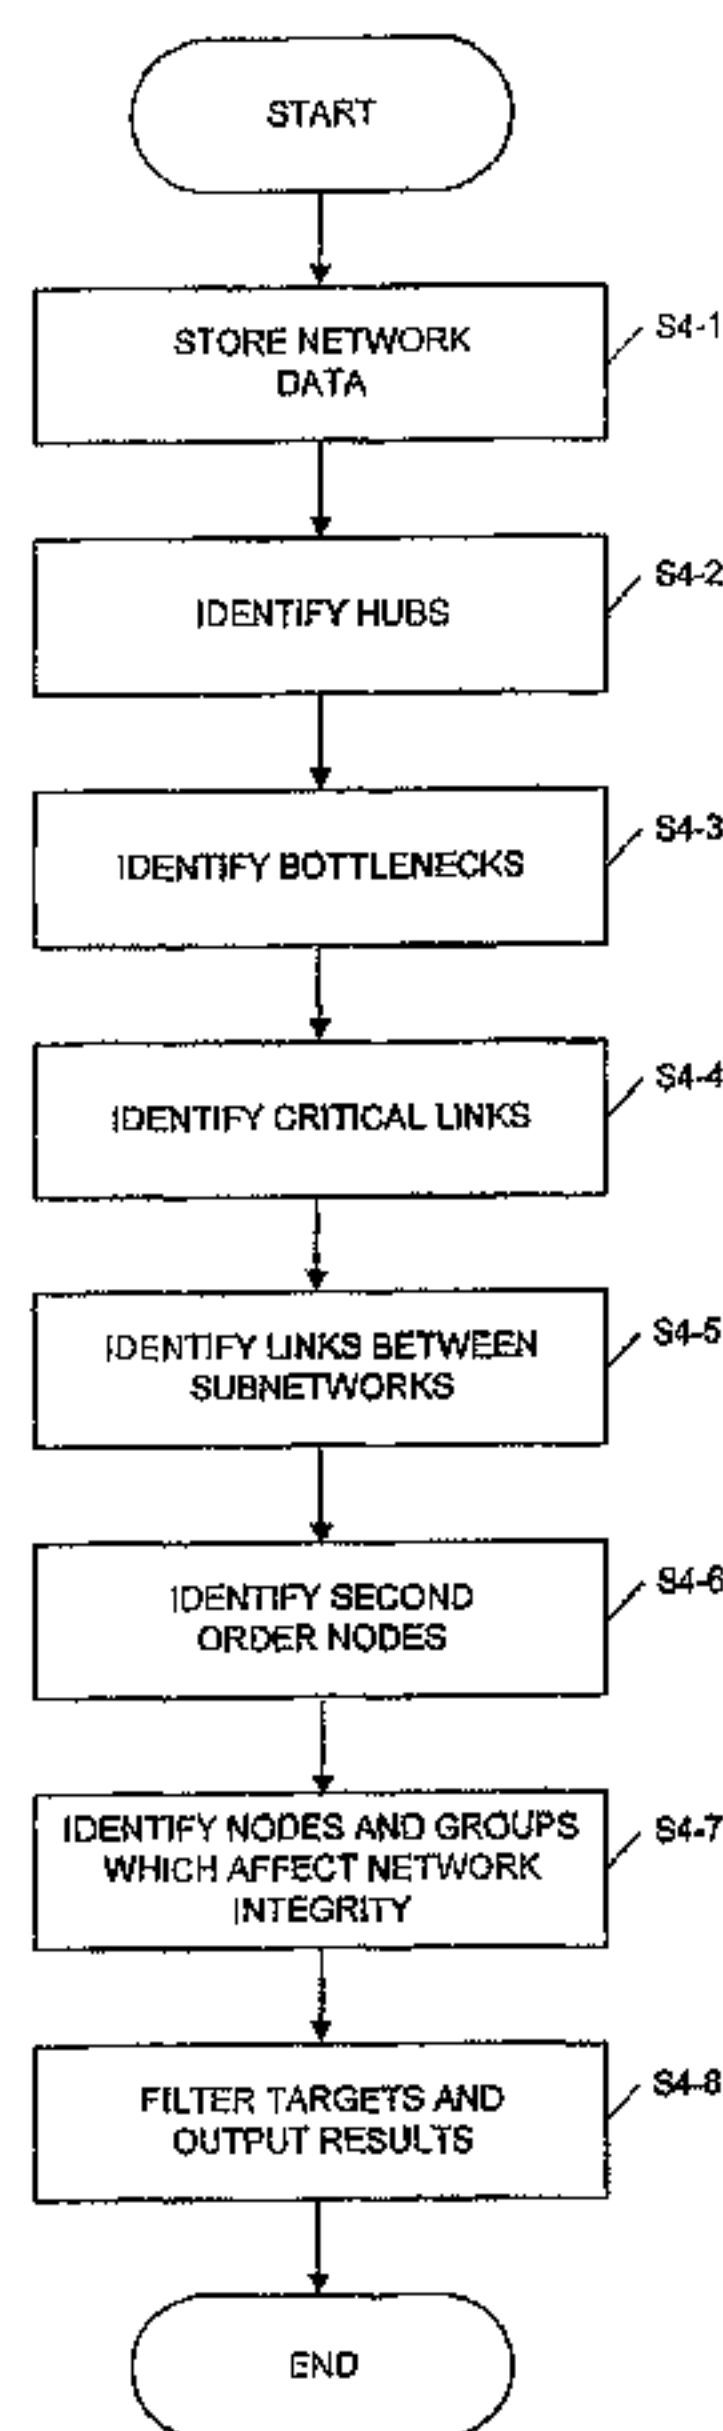 START
STORE NETWORK
DATA
S4-1
IDENTIFY HUBS
S4-2
IDENTIFY BOTTLENECKS
S4-3
IDENTIFY CRITICAL LINKS
S4-4
IDENTIFY LINKS BETWEEN
SUBNETWORKS
S4-5
IDENTIFY SECOND
ORDER NODES
S4-6
IDENTIFY NODES AND GROUPS
WHICH AFFECT NETWORK
INTEGRITY
S4-7
FILTER TARGETS AND
OUTPUT RESULTS
S4-8
END